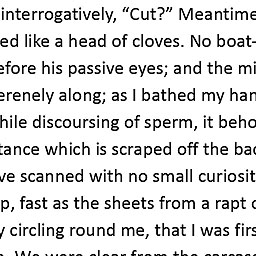 interrogatively, “Cut?” Meantime
ed like a head of cloves. No boat-
efore his passive eyes; and the mi
erenely along; as I bathed my han
hile discoursing of sperm, it beho
tance which is scraped off the bac
ve scanned with no small curiosit
p, fast as the sheets from a rapt c
y circling round me, that I was firs
. We were clear from the carcase